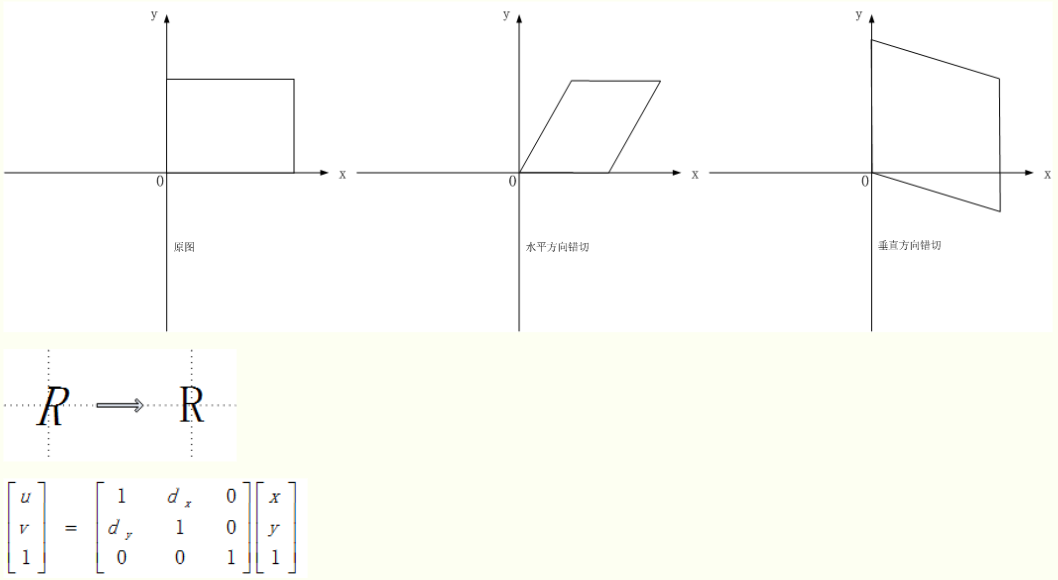 y y y
0 x 0 x 0 x
原图 水平方向错切 垂直方向错切
R R
u 1 d x 0 x
v = d y 1 0 y
1 0 0 1 1